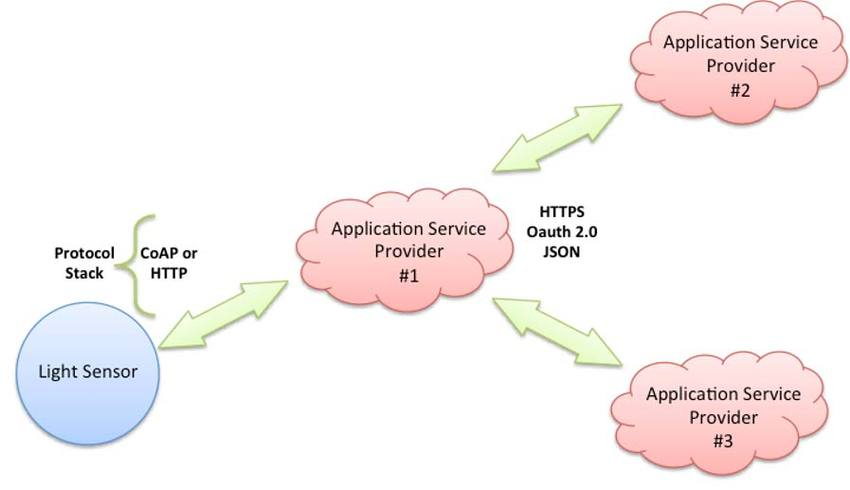 Application Service
Provider
#2
Application Service
Provider
#1
HTTPS
Oauth 2.0
JSON
Protocol
Stack
CoAP or
HTTP
Light Sensor
Application Service
Provider
#3